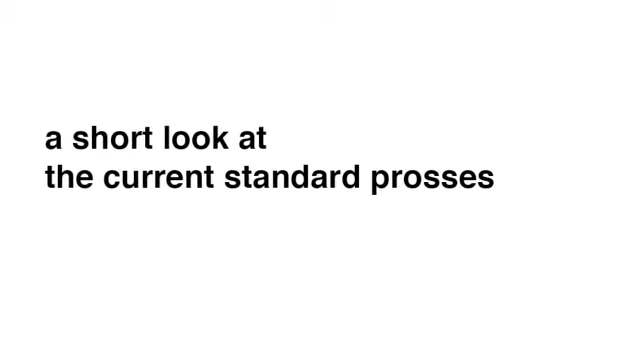 a short look at
the current standard prosses